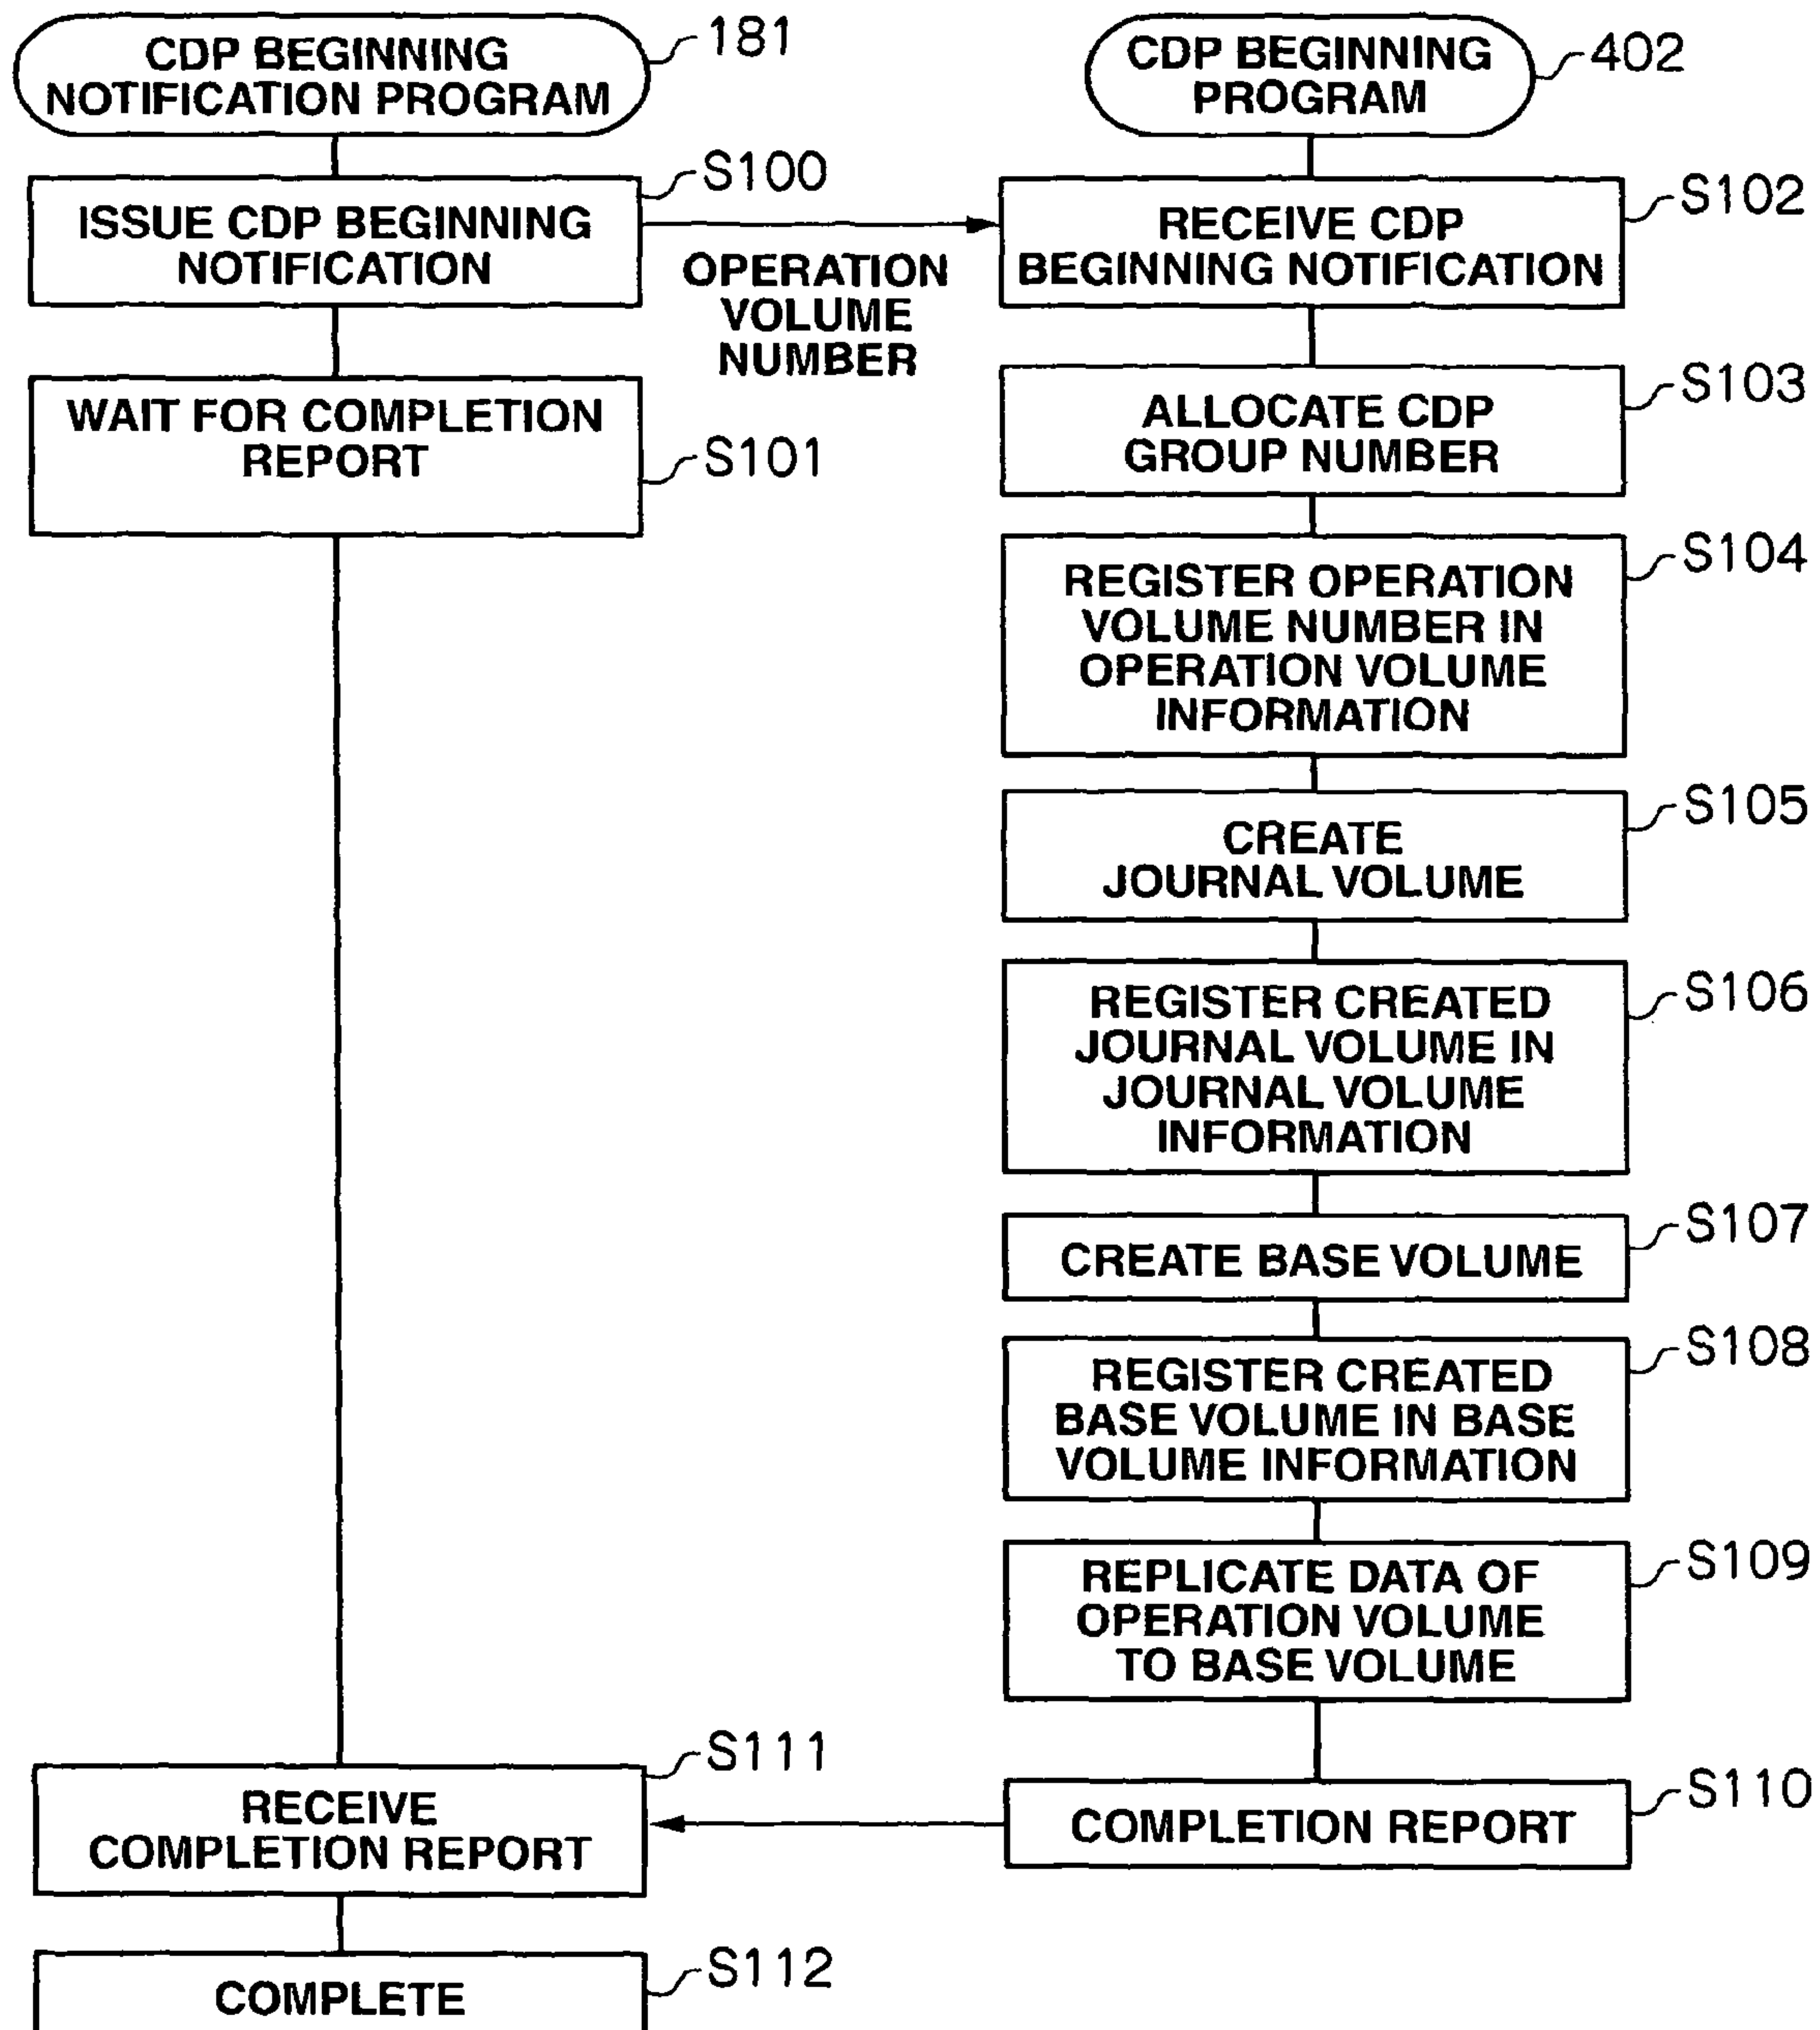 CDP BEGINNING
NOTIFICATION PROGRAM
181
ISSUE CDP BEGINNING
NOTIFICATION
S100
OPERATION
VOLUME
NUMBER
WAIT FOR COMPLETION
REPORT
S101
RECEIVE
COMPLETION REPORT
S111
COMPLETE
S112
CDP BEGINNING
PROGRAM
402
RECEIVE CDP
BEGINNING NOTIFICATION
S102
ALLOCATE CDP
GROUP NUMBER
S103
REGISTER OPERATION
VOLUME NUMBER IN
OPERATION VOLUME
INFORMATION
S104
CREATE
JOURNAL VOLUME
S105
REGISTER CREATED
JOURNAL VOLUME IN
JOURNAL VOLUME
INFORMATION
S106
CREATE BASE VOLUME
S107
REGISTER CREATED
BASE VOLUME IN BASE
VOLUME INFORMATION
S108
REPLICATE DATA OF
OPERATION VOLUME
TO BASE VOLUME
S109
COMPLETION REPORT
S110